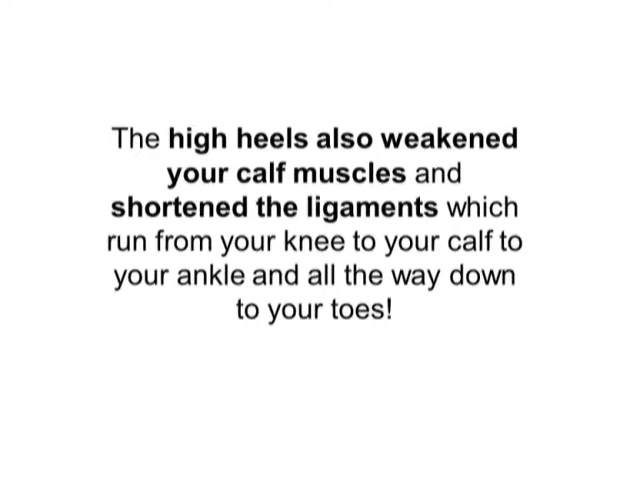 The high heels also weakened
your calf muscles and
shortened the ligaments which
run from your knee to your calf to
your ankle and all the way down
to your toes!